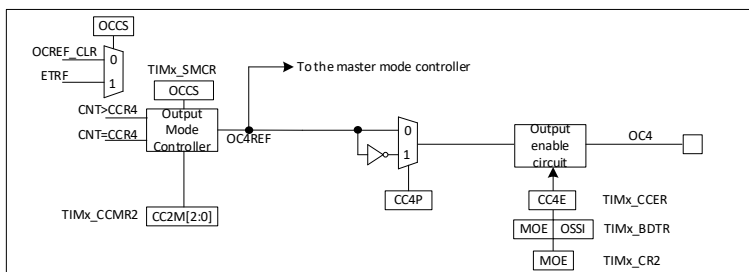 OCCS
OCREF_CLR
0
ETRF
1
TIMx_SMCR
OCCS
To the master mode controller
CNT>CCR4
CNT=CCR4
Output
Mode
Controller
OC4REF
0
1
Output
enable
circuit
OC4
CC4P
CC4E
TIMx_CCER
TIMx_CCMR2
CC2M[2:0]
MOE
OSSI
TIMx_BDTR
MOE
TIMx_CR2